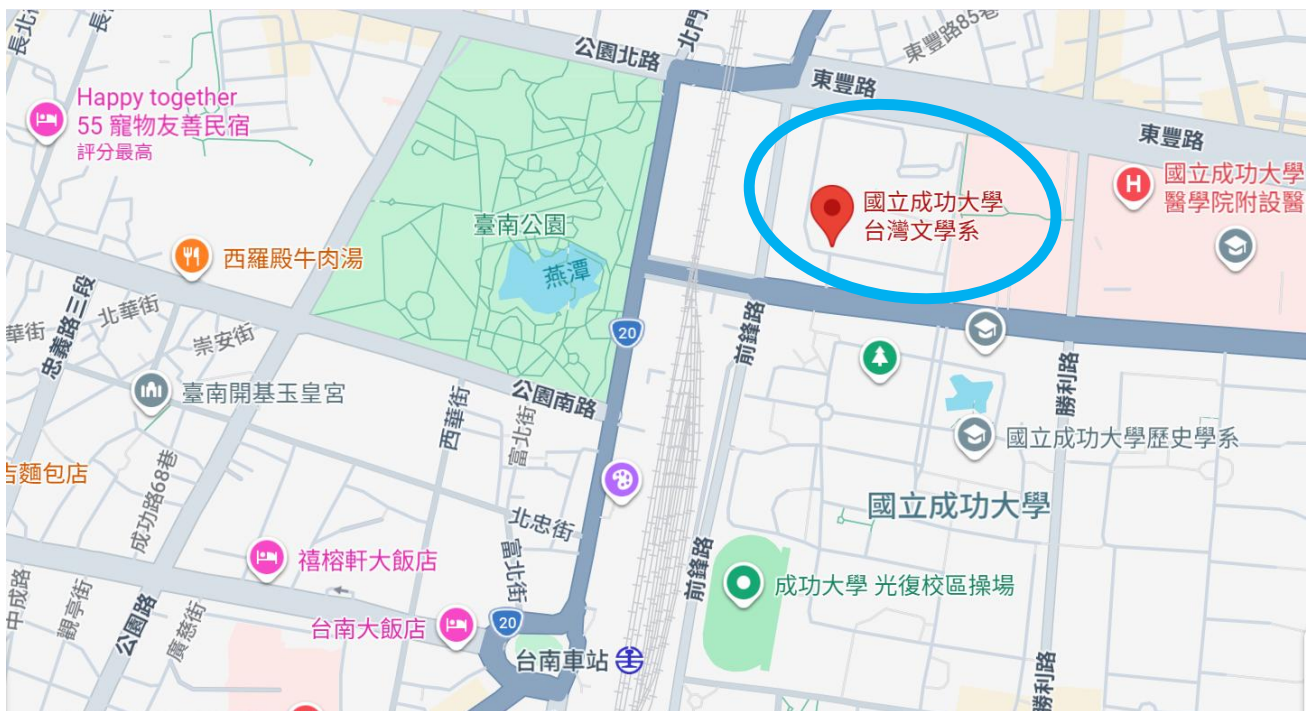 長北街
長
公園北路
北門
東豐路85巷
東豐路
Happy together
55 寵物友善民宿
評分最高
東豐路
H
國立成功大學
醫學院附設醫
國立成功大學
台灣文學系
臺南公園
燕潭
西羅殿牛肉湯
忠義路三段
北華街
華街
崇安街
20
前鋒路
勝利路
臺南開基玉皇宮
公園南路
西華街
富北街
國立成功大學歷史學系
吉麵包店
成功路68巷
國立成功大學
北忠街
富北街
前鋒路
禧榕軒大飯店
成功大學 光復校區操場
中成路
觀亭街
公園路
廣慈街
台南大飯店
20
台南車站
勝利路